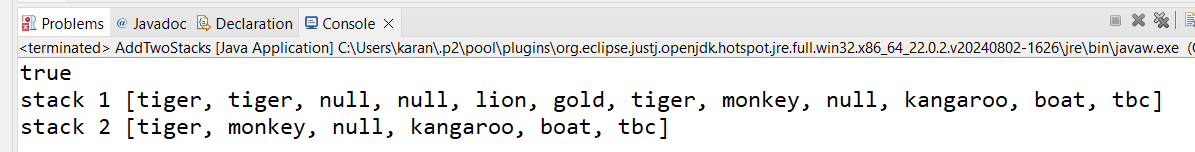 Problems @ Javadoc Declaration Console
<terminated> AddTwoStacks [Java Application] C:\Users\karan\.p2\pool\plugins\org.eclipse.justj.openjdk.hotspot.jre.full.win32.x86_64_22.0.2.v20240802-1626\jre\bin\javaw.exe
true
stack 1 [tiger, tiger, null, null, lion, gold, tiger, monkey, null, kangaroo, boat, tbc]
stack 2 [tiger, monkey, null, kangaroo, boat, tbc]